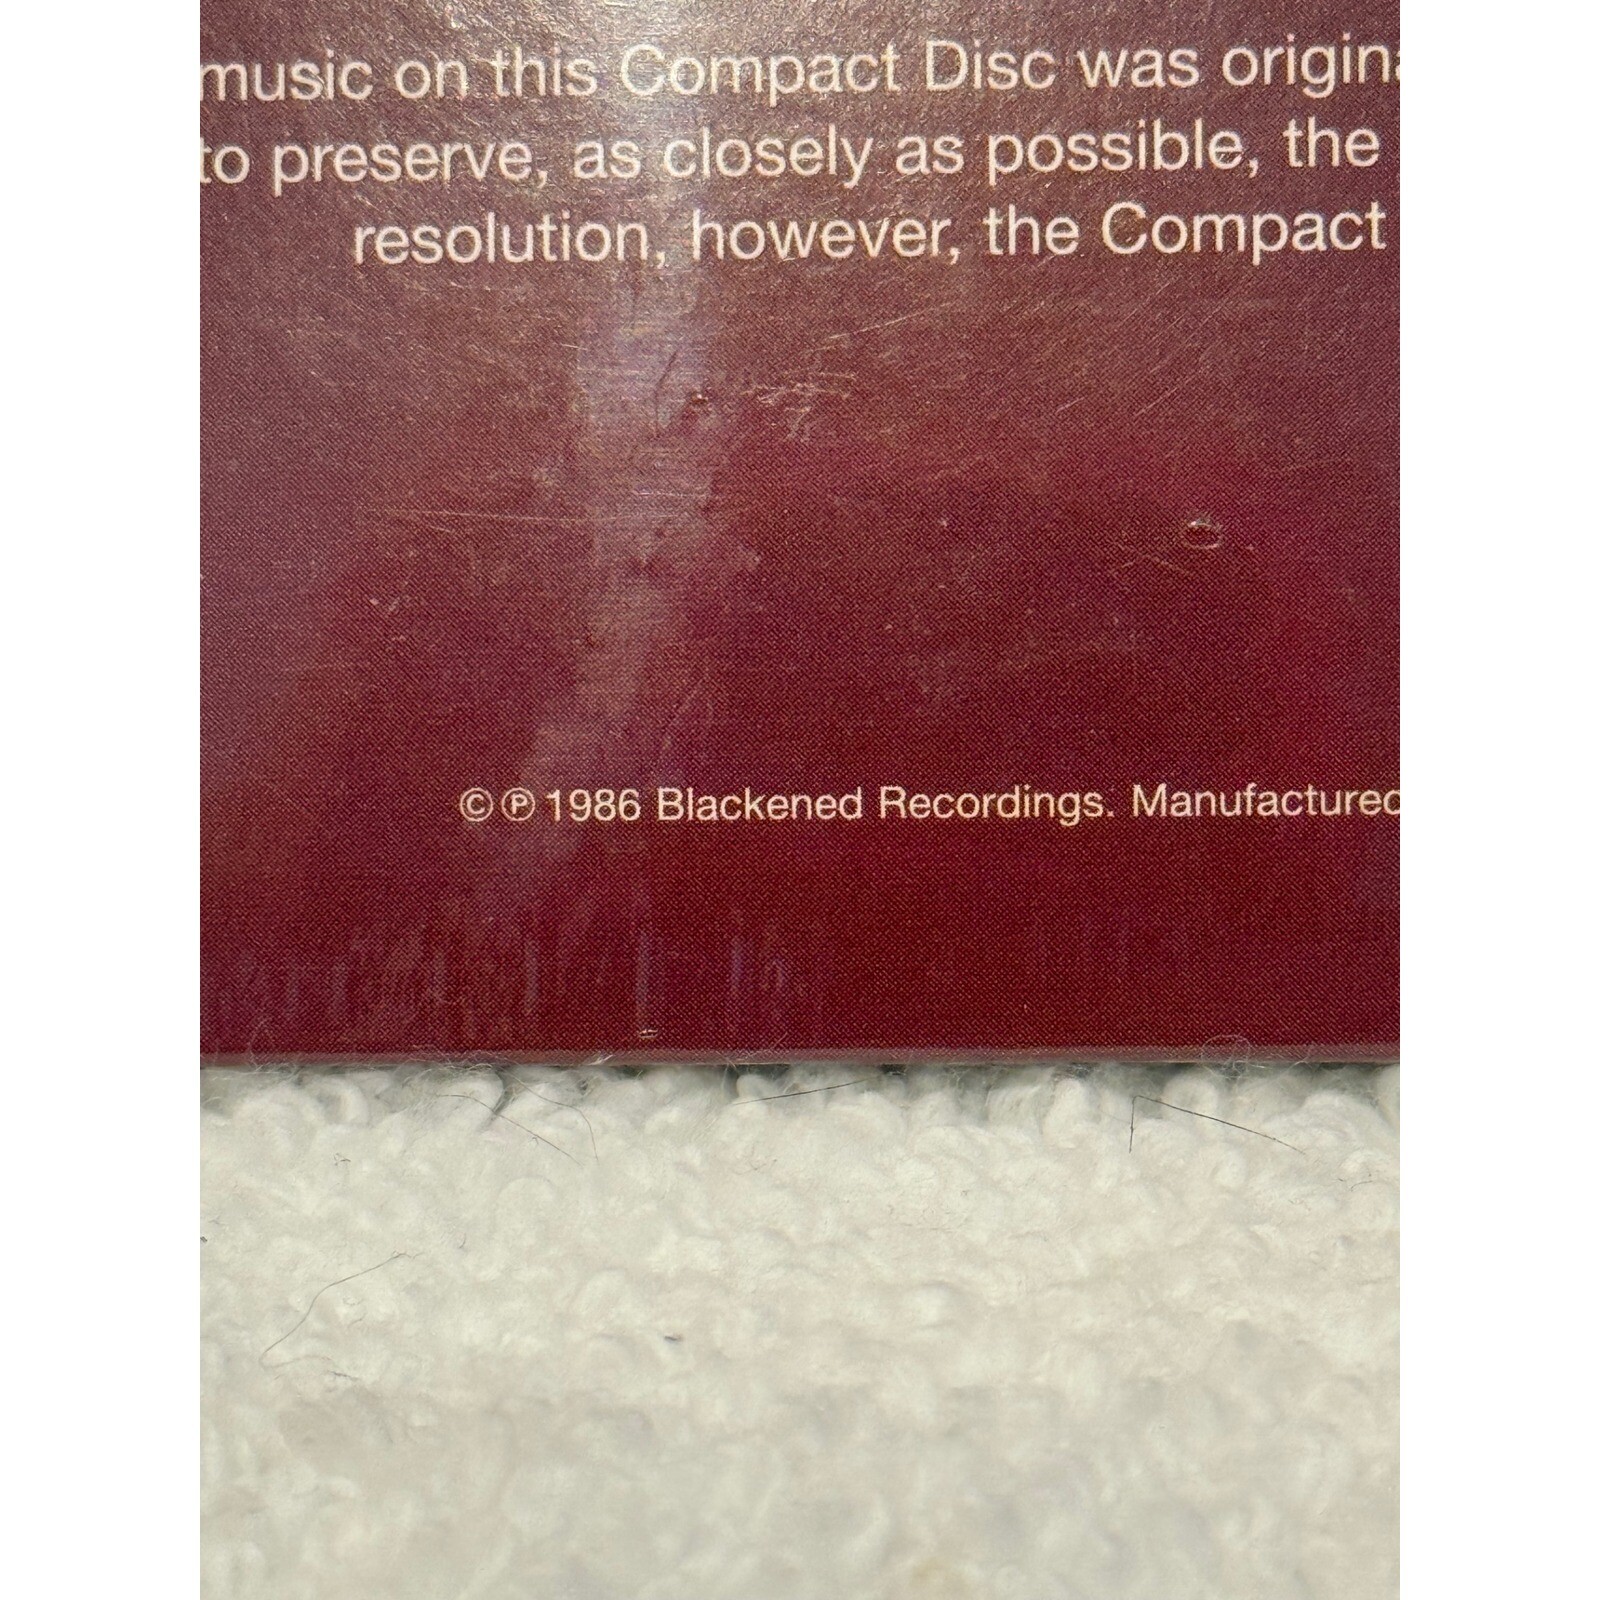 music on this Compact Disc was origina
to preserve, as closely as possible, the
resolution, however, the Compact
©℗ 1986 Blackened Recordings. Manufactured